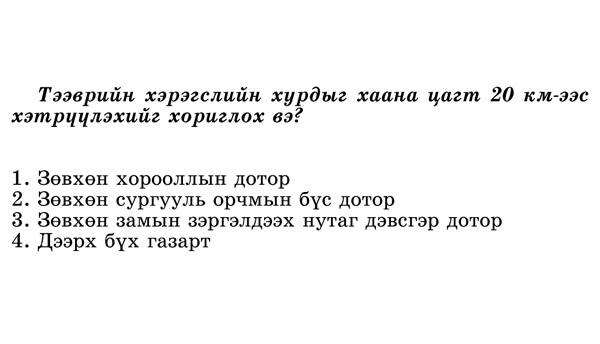 Тээврийн хэрэгслийн хурдыг хаана цагт 20 км-ээс
хэтрүүлэхийг хориглох вэ?
1. Зөвхөн хорооллын дотор
2. Зөвхөн сургууль орчмын бүс дотор
3. Зөвхөн замын зэргэлдээх нутаг дэвсгэр дотор
4. Дээрх бүх газарт